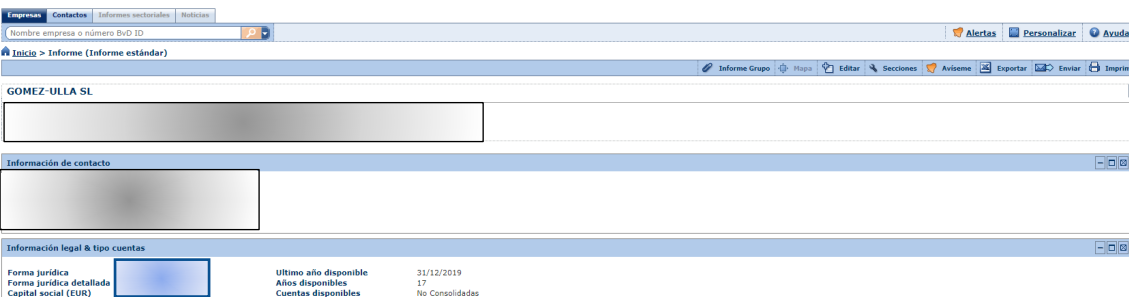 Empresas Contactos Informes sectoriales Noticias
Nombre empresa o número BvD ID
Alertas Personalizar Ayuda
Inicio > Informe (Informe estándar)
Informe Grupo Mapa Editar Secciones Aviseme Exportar Enviar Imprim
GOMEZ-ULLA SL
Información de contacto
Información legal & tipo cuentas
Forma jurídica Ultimo año disponible 31/12/2019
Forma jurídica detallada Años disponibles 17
Capital social (EUR) Cuentas disponibles No Consolidadas